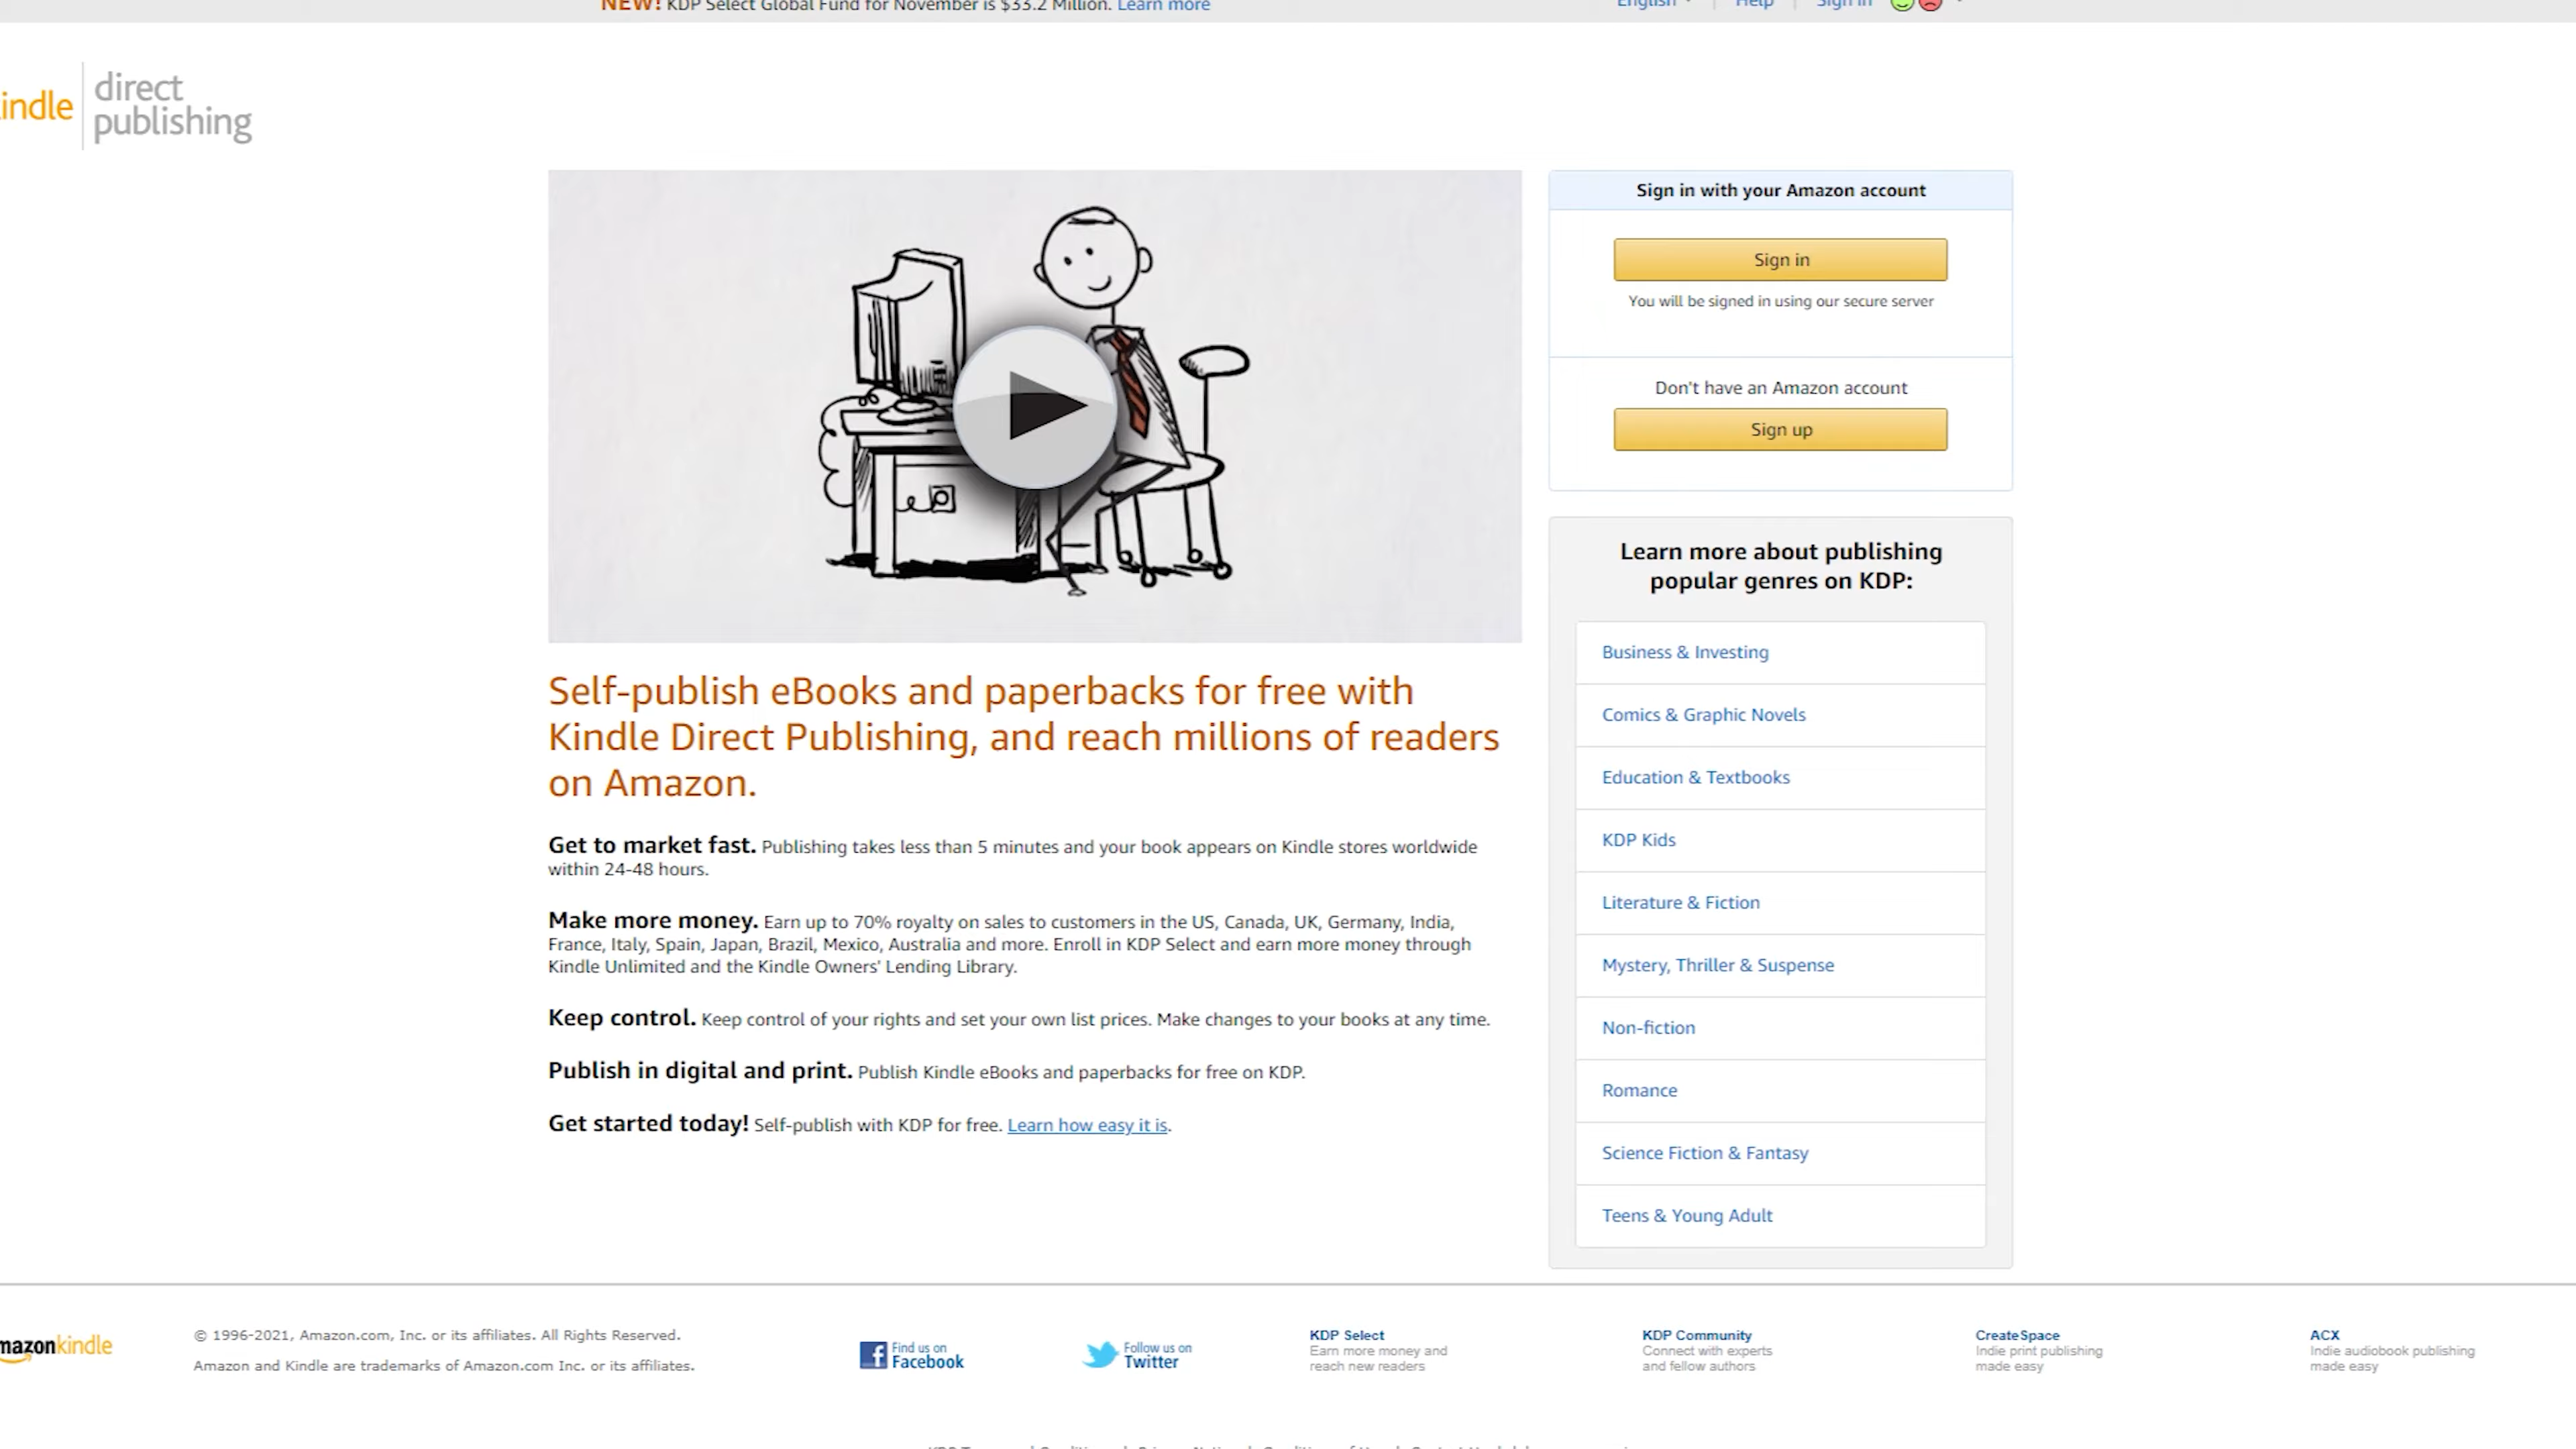 NEW! KDP Select Global Fund for November is $33.2 Million. Learn more
English Help Sign in
indle direct publishing
Sign in with your Amazon account
Sign in
You will be signed in using our secure server
Don't have an Amazon account
Sign up
Self-publish eBooks and paperbacks for free with
Kindle Direct Publishing, and reach millions of readers
on Amazon.
Get to market fast. Publishing takes less than 5 minutes and your book appears on Kindle stores worldwide
within 24-48 hours.
Make more money. Earn up to 70% royalty on sales to customers in the US, Canada, UK, Germany, India,
France, Italy, Spain, Japan, Brazil, Mexico, Australia and more. Enroll in KDP Select and earn more money through
Kindle Unlimited and the Kindle Owners' Lending Library.
Keep control. Keep control of your rights and set your own list prices. Make changes to your books at any time.
Publish in digital and print. Publish Kindle eBooks and paperbacks for free on KDP.
Get started today! Self-publish with KDP for free. Learn how easy it is.
Learn more about publishing
popular genres on KDP:
Business & Investing
Comics & Graphic Novels
Education & Textbooks
KDP Kids
Literature & Fiction
Mystery, Thriller & Suspense
Non-fiction
Romance
Science Fiction & Fantasy
Teens & Young Adult
mazonkindle
© 1996-2021, Amazon.com, Inc. or its affiliates. All Rights Reserved.
Amazon and Kindle are trademarks of Amazon.com Inc. or its affiliates.
Find us on
Facebook
Follow us on
Twitter
KDP Select
Earn more money and
reach new readers
KDP Community
Connect with experts
and fellow authors
CreateSpace
Indie print publishing
made easy
ACX
Indie audiobook publishing
made easy